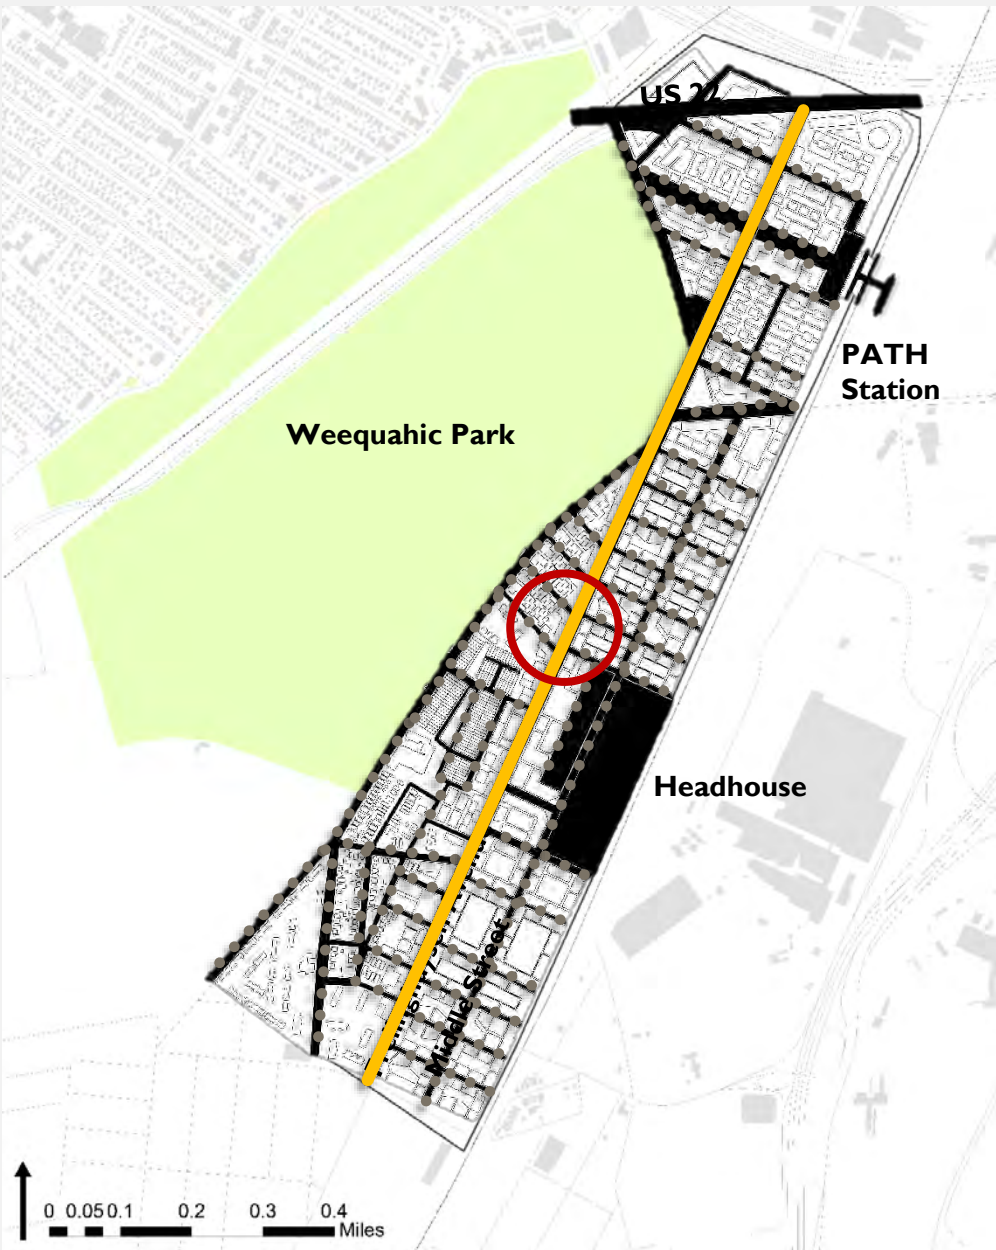 US 22
PATH
Station
Weequahic Park
Headhouse
Middle Street
0 0.05 0.1 0.2 0.3 0.4
Miles